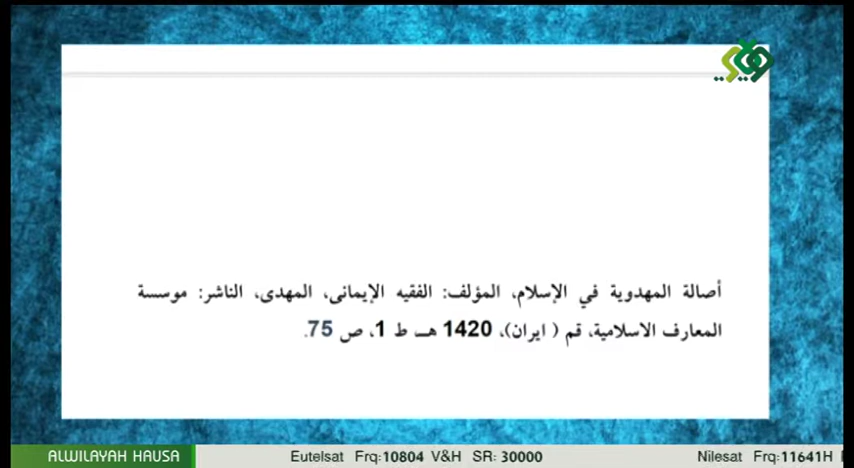 أصالة المهدوية في الإسلام، المؤلف: الفقيه الإيمانى، المهدى، الناشر: موسسة
المعارف الاسلامية، قم ( ايران)، 1420 هـ، ط 1، ص 75.
ALWILAYAH HAUSA Eutelsat Frq:10804 V&H SR: 30000 Nilesat Frq:11641H